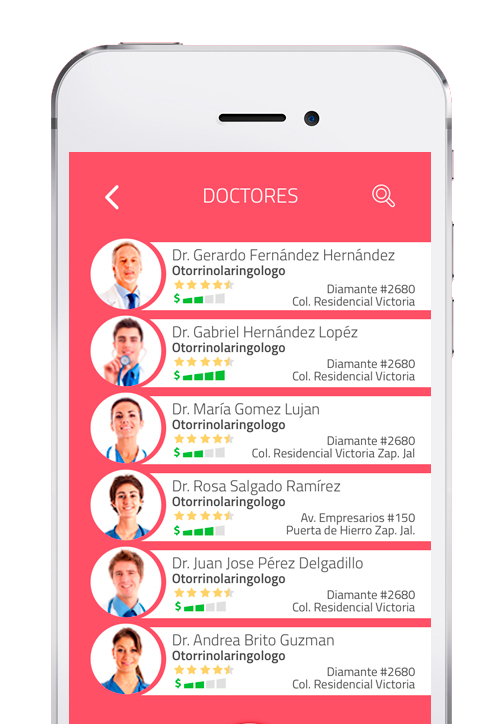 DOCTORES
Dr. Gerardo Fernández Hernández
Otorrinolaringologo
Diamante #2680
$
Col. Residencial Victoria
Dr. Gabriel Hernández Lopéz
Otorrinolaringologo
Diamante #2680
$
Col. Residencial Victoria
Dr. María Gomez Lujan
Otorrinolaringologo
Diamante #2680
$
Col. Residencial Victoria Zap. Jal
Dr. Rosa Salgado Ramírez
Otorrinolaringologo
Av. Empresarios #150
$
Puerta de Hierro Zap. Jal.
Dr. Juan Jose Pérez Delgadillo
Otorrinolaringologo
Diamante #2680
$
Col. Residencial Victoria
Dr. Andrea Brito Guzman
Otorrinolaringologo
Diamante #2680
$
Col. Residencial Victoria